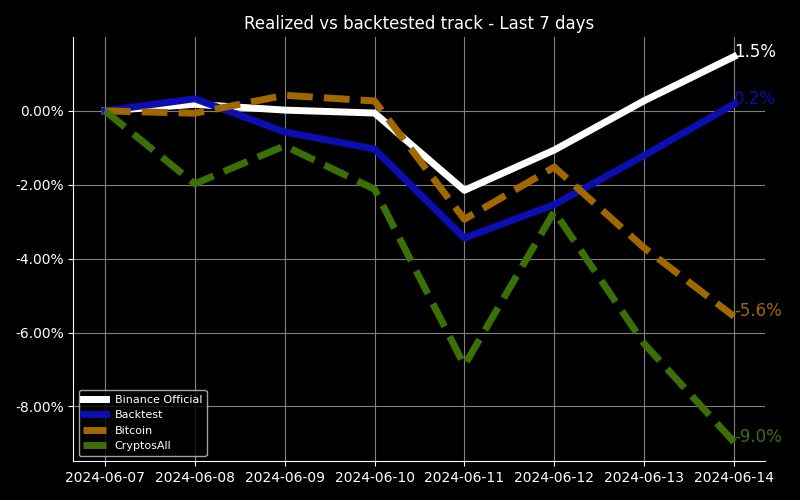 Realized vs backtested track - Last 7 days
1.5%
0.2%
0.00%
-2.00%
-4.00%
-5.6%
-6.00%
-8.00%
-9.0%
Binance Official
Backtest
Bitcoin
CryptosAll
2024-06-07 2024-06-08 2024-06-09 2024-06-10 2024-06-11 2024-06-12 2024-06-13 2024-06-14